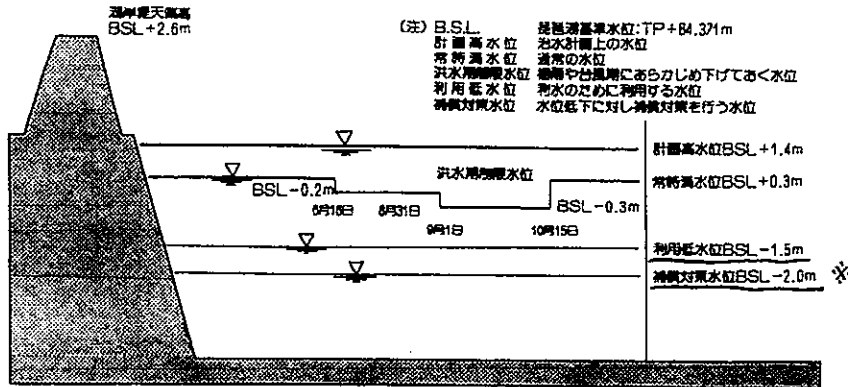 湖岸堤天端高
BSL+2.6m
(注) B.S.L. 琵琶湖基準水位:TP+84.371m
計画高水位 治水計画上の水位
常時満水位 通常の水位
洪水期制限水位 梅雨や台風期にあらかじめ下げておく水位
利用低水位 利水のために利用する水位
補償対策水位 水位低下に対し補償対策を行う水位
計画高水位BSL+1.4m
洪水期制限水位
常時満水位BSL+0.3m
BSL-0.2m
BSL-0.3m
6月16日
8月31日
9月1日
10月15日
利用低水位BSL-1.5m
補償対策水位BSL-2.0m ※